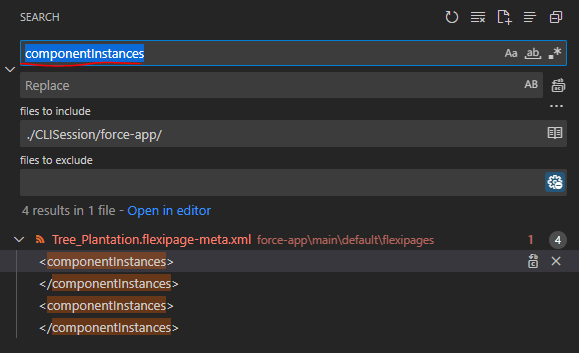 SEARCH
componentInstances
Aa ab
Replace
AB
files to include
./CLISession/force-app/
files to exclude
4 results in 1 file - Open in editor
Tree_Plantation.flexipage-meta.xml force-app\main\default\flexipages 1 4
<componentInstances>
</componentInstances>
<componentInstances>
</componentInstances>